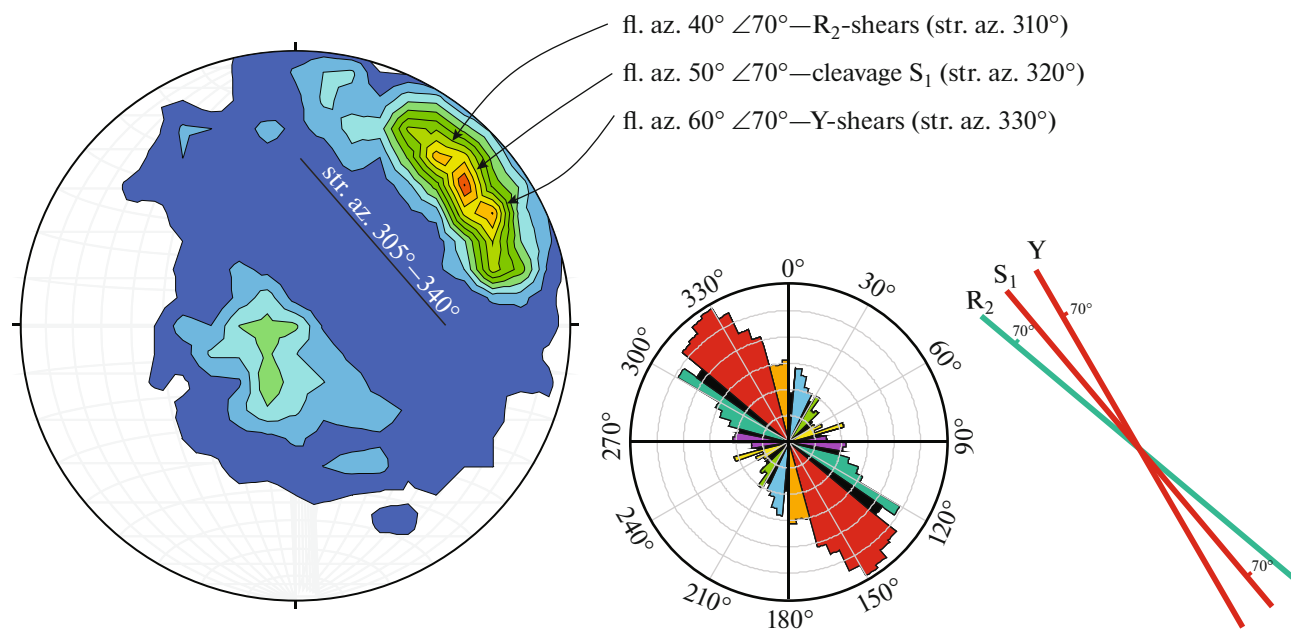 fl. az. 40° ∠70°—R₂-shears (str. az. 310°)
fl. az. 50° ∠70°—cleavage S₁ (str. az. 320°)
fl. az. 60° ∠70°—Y-shears (str. az. 330°)
str. az. 305°—340°
0°
30°
60°
90°
120°
150°
180°
210°
240°
270°
300°
330°
Y
S₁
R₂
70°
70°
70°